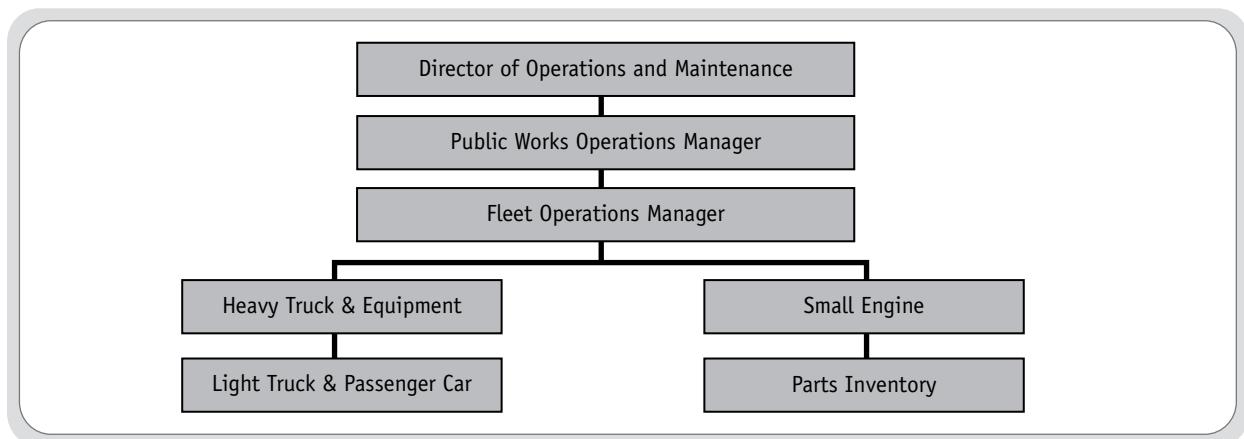 Director of Operations and Maintenance
Public Works Operations Manager
Fleet Operations Manager
Heavy Truck & Equipment
Small Engine
Light Truck & Passenger Car
Parts Inventory